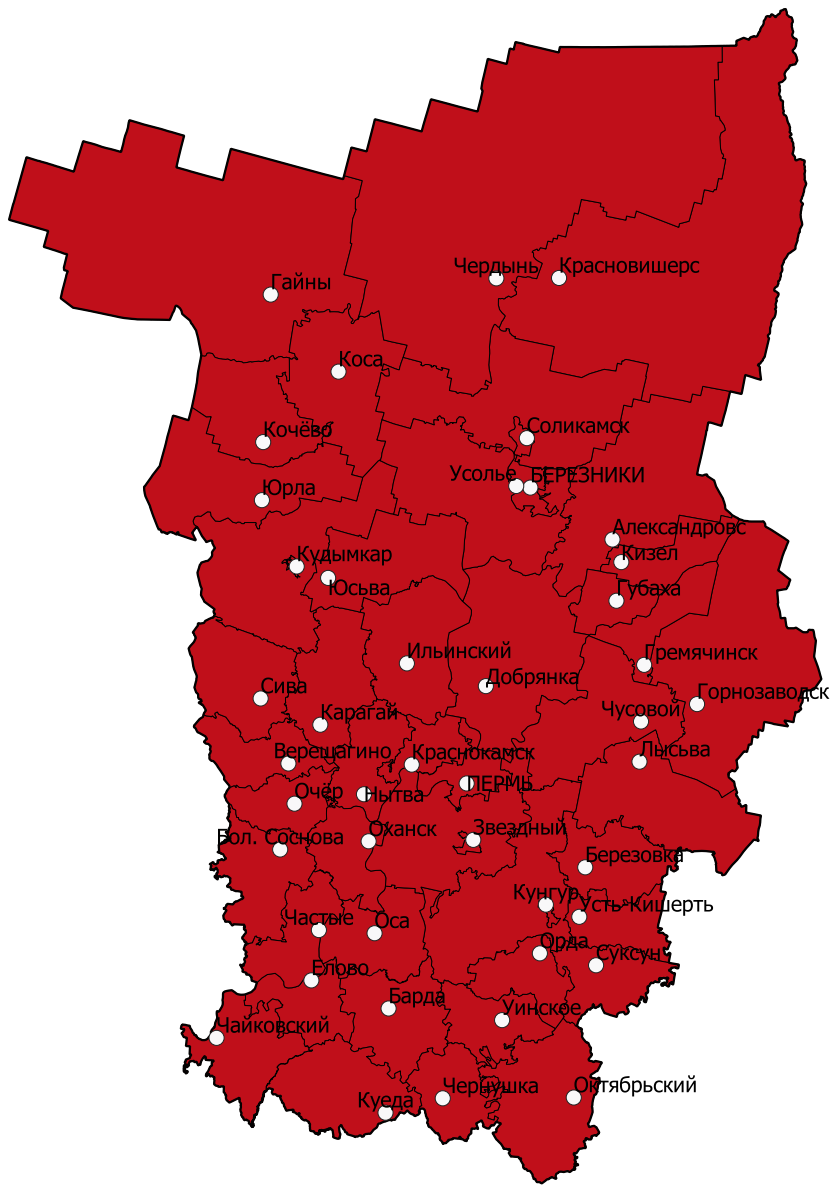 Чердынь
Красновишерс
Гайны
Коса
Соликамск
Кочёво
Усолье
БЕРЕЗНИКИ
Юрла
Александровс
Кизел
Кудымкар
Юсьва
Губаха
Ильинский
Гремячинск
Добрянка
Сива
Горнозаводск
Карагай
Чусовой
Верещагино
Краснокамск
Лысьва
ПЕРМЬ
Очёр
Нытва
Оханск
Звездный
Бол. Соснова
Березовка
Кунгур
Усть-Кишерть
Частые
Оса
Орда
Суксун
Елово
Барда
Уинское
Чайковский
Чернушка
Октябрьский
Куеда